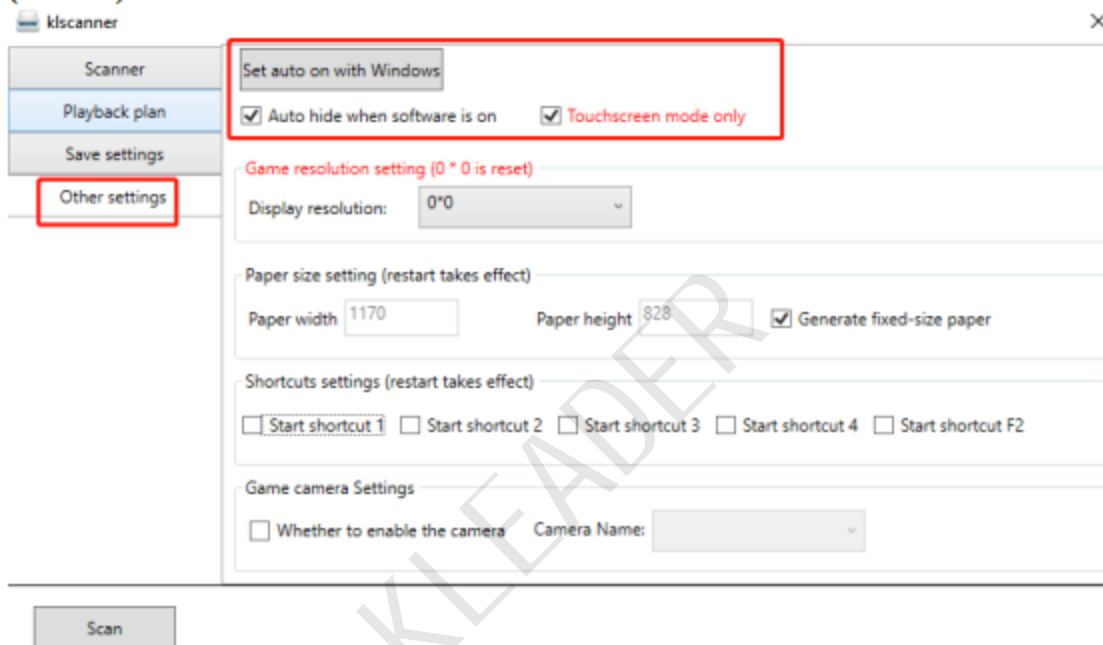 klscanner
Scanner
Set auto on with Windows
Playback plan
Auto hide when software is on Touchscreen mode only
Save settings
Game resolution setting (0 * 0 is reset)
Other settings
Display resolution: 0*0
Paper size setting (restart takes effect)
Paper width 1170 Paper height 828 Generate fixed-size paper
Shortcuts settings (restart takes effect)
Start shortcut 1 Start shortcut 2 Start shortcut 3 Start shortcut 4 Start shortcut F2
Game camera Settings
Whether to enable the camera Camera Name:
Scan
KLEADER